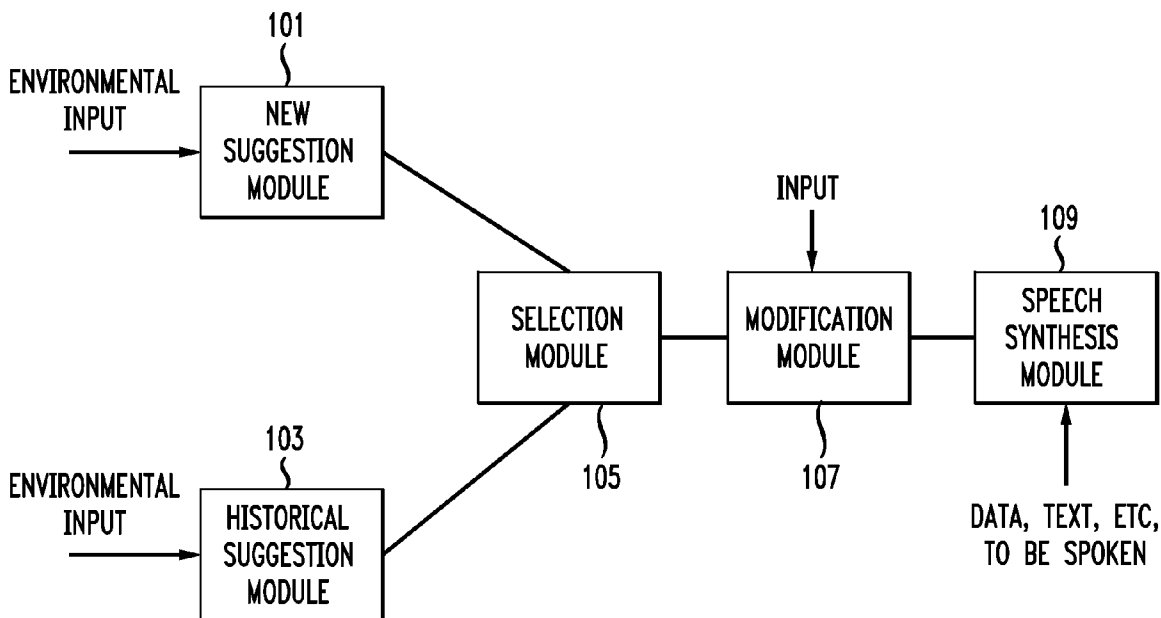 101
ENVIRONMENTAL
INPUT
NEW
SUGGESTION
MODULE
INPUT
109
SELECTION
MODULE
MODIFICATION
MODULE
SPEECH
SYNTHESIS
MODULE
103
105
107
ENVIRONMENTAL
INPUT
HISTORICAL
SUGGESTION
MODULE
DATA, TEXT, ETC,
TO BE SPOKEN